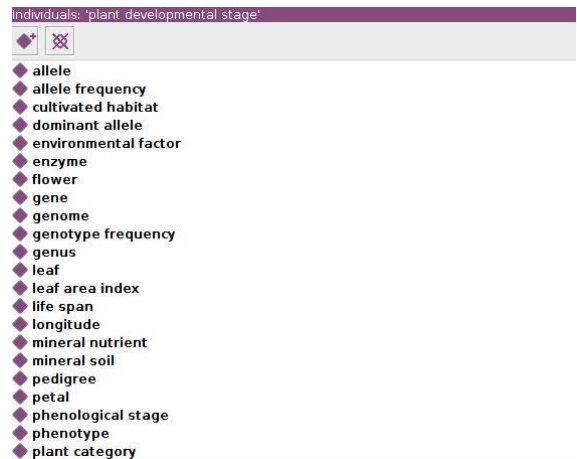 Individuals: 'plant developmental stage'
allele
allele frequency
cultivated habitat
dominant allele
environmental factor
enzyme
flower
gene
genome
genotype frequency
genus
leaf
leaf area index
life span
longitude
mineral nutrient
mineral soil
pedigree
petal
phenological stage
phenotype
plant category